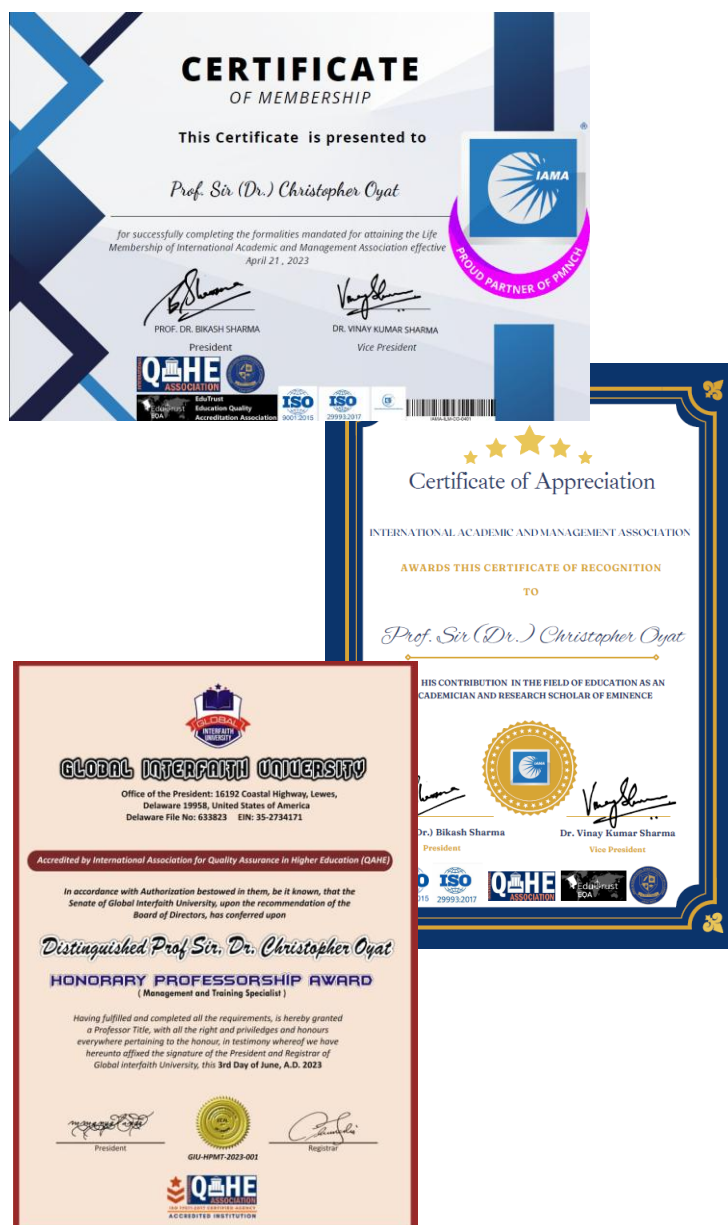 CERTIFICATE
OF MEMBERSHIP
This Certificate is presented to
Prof. Sir (Dr.) Christopher Oyat
for successfully completing the formalities mandated for attaining the Life
Membership of International Academic and Management Association effective
April 21 , 2023
PROF. DR. BIKASH SHARMA
President
DR. VINAY KUMAR SHARMA
Vice President
IAMA
PROUD PARTNER OF PMNCH
QAHE
ASSOCIATION
EduTrust
EQA
EduTrust
Education Quality
Accreditation Association
ISO
9001:2015
ISO
29993:2017
Certificate of Appreciation
INTERNATIONAL ACADEMIC AND MANAGEMENT ASSOCIATION
AWARDS THIS CERTIFICATE OF RECOGNITION
TO
Prof. Sir (Dr.) Christopher Oyat
HIS CONTRIBUTION IN THE FIELD OF EDUCATION AS AN
CADEMICIAN AND RESEARCH SCHOLAR OF EMINENCE
IAMA
Dr.) Bikash Sharma
President
Dr. Vinay Kumar Sharma
Vice President
O
015
ISO
29993:2017
QAHE
ASSOCIATION
EduTrust
EQA
GLOBAL
INTERFAITH
UNIVERSITY
GLOBAL INTERFAITH UNIVERSITY
Office of the President: 16192 Coastal Highway, Lewes,
Delaware 19958, United States of America
Delaware File No: 633823 EIN: 35-2734171
Accredited by International Association for Quality Assurance in Higher Education (QAHE)
In accordance with Authorization bestowed in them, be it known, that the
Senate of Global Interfaith University, upon the recommendation of the
Board of Directors, has conferred upon
Distinguished Prof Sir. Dr. Christopher Oyat
HONORARY PROFESSORSHIP AWARD
( Management and Training Specialist )
Having fulfilled and completed all the requirements, is hereby granted
a Professor Title, with all the right and priviledges and honours
everywhere pertaining to the honour, in testimony whereof we have
hereunto affixed the signature of the President and Registrar of
Global interfaith University, this 3rd Day of June, A.D. 2023
President
Registrar
GIU-HPMT-2023-001
QAHE
ASSOCIATION
ACCREDITED INSTITUTION